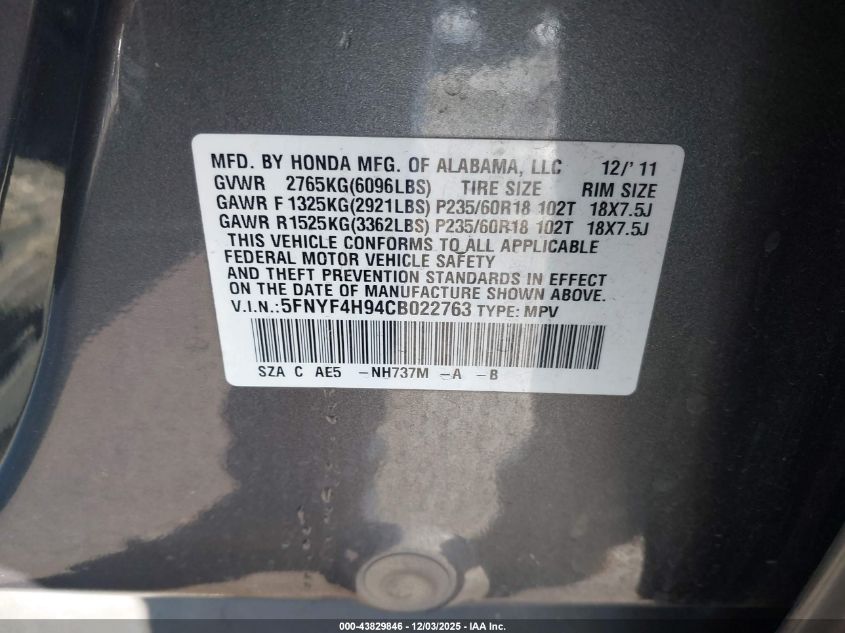 MFD. BY HONDA MFG. OF ALABAMA, LLC 12/'11
GVWR 2765KG(6096LBS) TIRE SIZE RIM SIZE
GAWR F 1325KG(2921LBS) P235/60R18 102T 18X7.5J
GAWR R1525KG(3362LBS) P235/60R18 102T 18X7.5J
THIS VEHICLE CONFORMS TO ALL APPLICABLE
FEDERAL MOTOR VEHICLE SAFETY
AND THEFT PREVENTION STANDARDS IN EFFECT
ON THE DATE OF MANUFACTURE SHOWN ABOVE.
V.I.N.:5FNYF4H94CB022763 TYPE: MPV
SZA C AE5 -NH737M -A -B
000-43829846 - 12/03/2025 - IAA Inc.